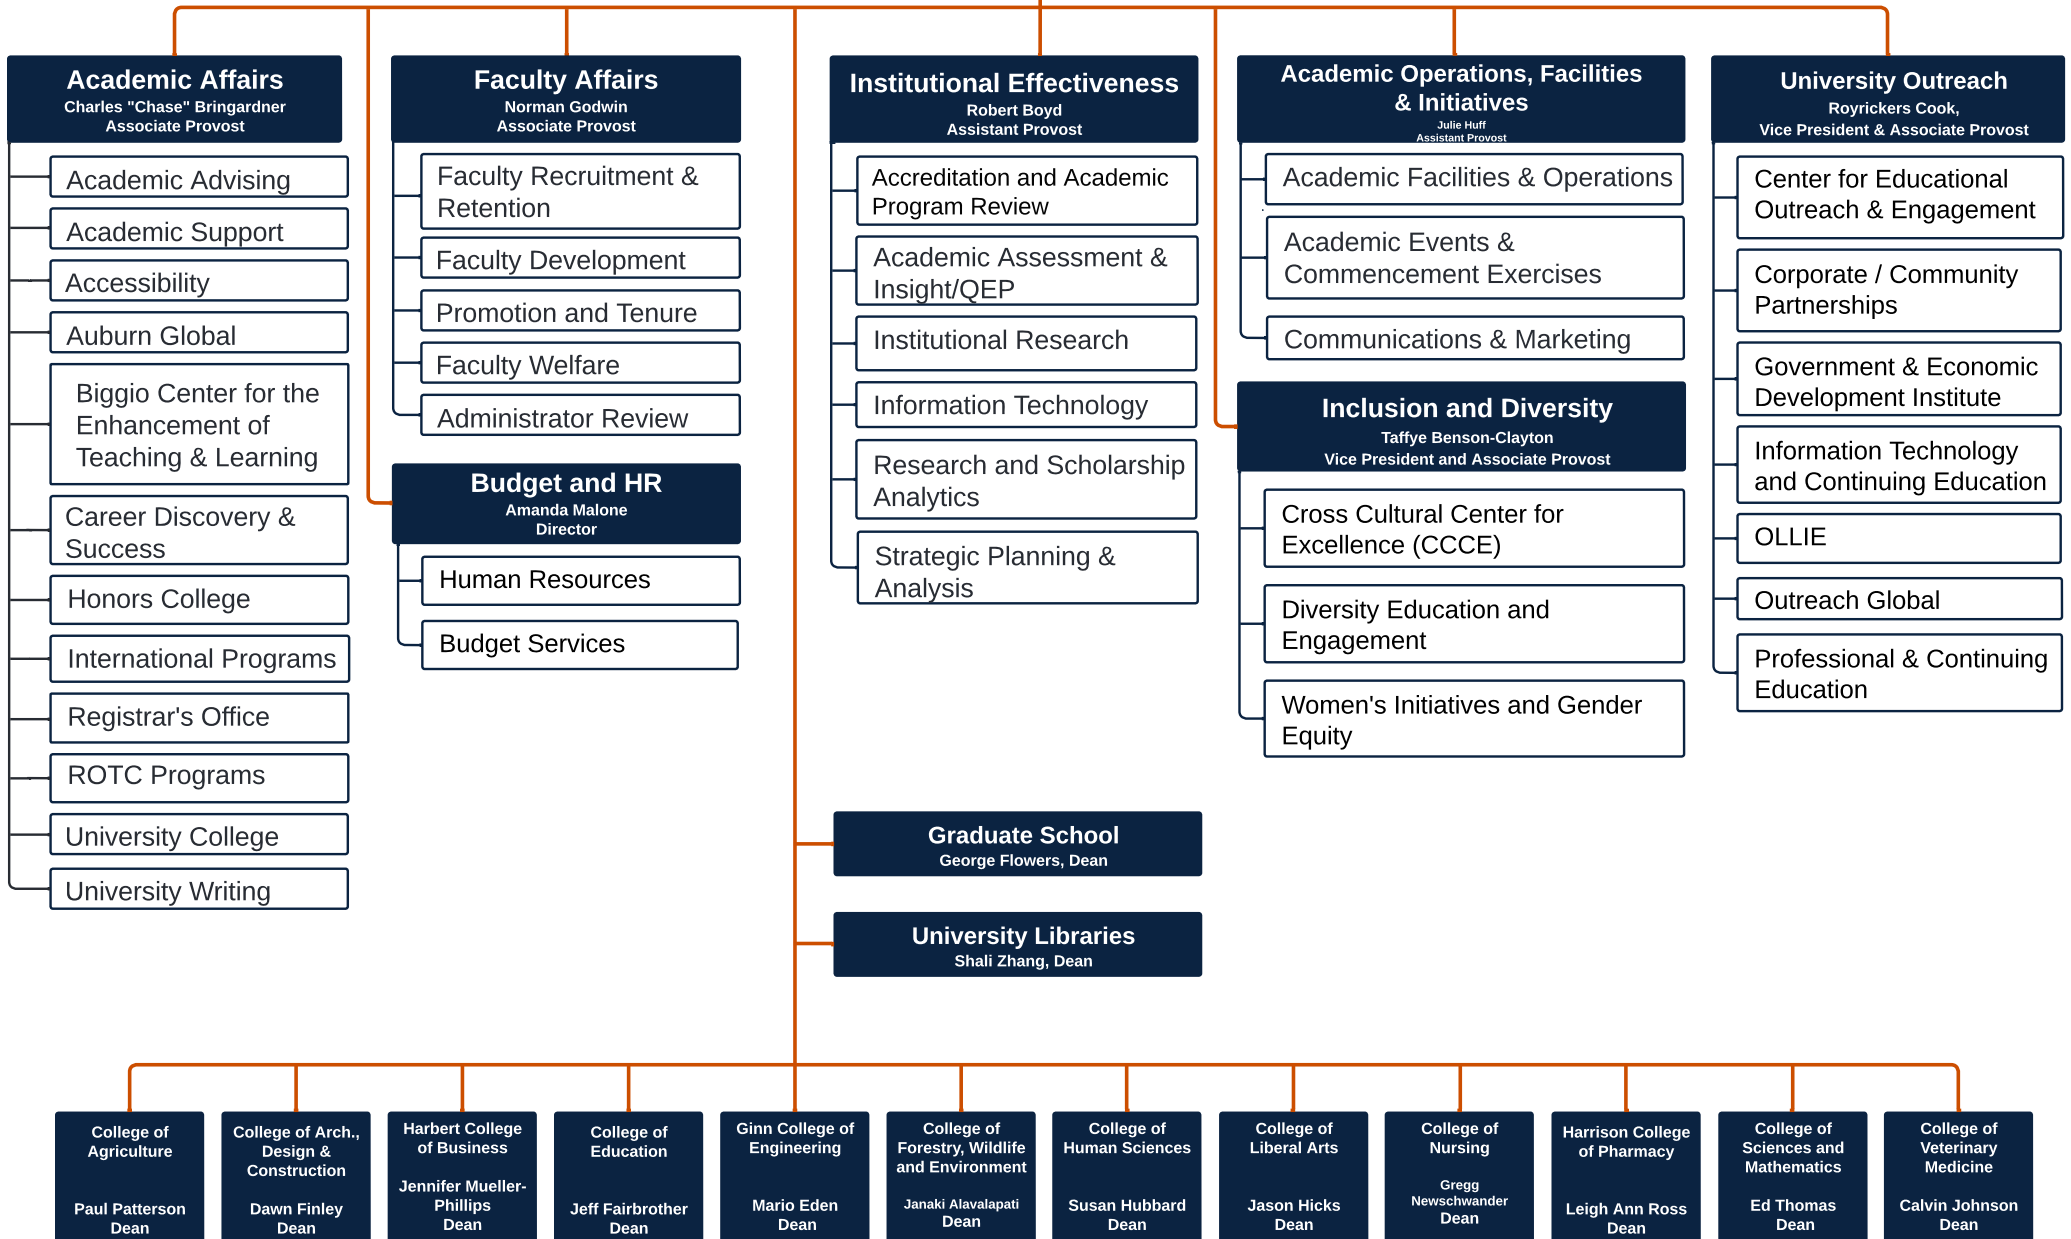 Academic Affairs
Charles "Chase" Bringardner
Associate Provost
Academic Advising
Academic Support
Accessibility
Auburn Global
Biggio Center for the
Enhancement of
Teaching & Learning
Career Discovery &
Success
Honors College
International Programs
Registrar's Office
ROTC Programs
University College
University Writing
Faculty Affairs
Norman Godwin
Associate Provost
Faculty Recruitment &
Retention
Faculty Development
Promotion and Tenure
Faculty Welfare
Administrator Review
Budget and HR
Amanda Malone
Director
Human Resources
Budget Services
Institutional Effectiveness
Robert Boyd
Assistant Provost
Accreditation and Academic
Program Review
Academic Assessment &
Insight/QEP
Institutional Research
Information Technology
Research and Scholarship
Analytics
Strategic Planning &
Analysis
Academic Operations, Facilities
& Initiatives
Julie Huff
Assistant Provost
Academic Facilities & Operations
Academic Events &
Commencement Exercises
Communications & Marketing
Inclusion and Diversity
Taffye Benson-Clayton
Vice President and Associate Provost
Cross Cultural Center for
Excellence (CCCE)
Diversity Education and
Engagement
Women's Initiatives and Gender
Equity
University Outreach
Royrickers Cook,
Vice President & Associate Provost
Center for Educational
Outreach & Engagement
Corporate / Community
Partnerships
Government & Economic
Development Institute
Information Technology
and Continuing Education
OLLIE
Outreach Global
Professional & Continuing
Education
Graduate School
George Flowers, Dean
University Libraries
Shali Zhang, Dean
College of
Agriculture
Paul Patterson
Dean
College of Arch.,
Design &
Construction
Dawn Finley
Dean
Harbert College
of Business
Jennifer Mueller-
Phillips
Dean
College of
Education
Jeff Fairbrother
Dean
Ginn College of
Engineering
Mario Eden
Dean
College of
Forestry, Wildlife
and Environment
Janaki Alavalapati
Dean
College of
Human Sciences
Susan Hubbard
Dean
College of
Liberal Arts
Jason Hicks
Dean
College of
Nursing
Gregg
Newschwander
Dean
Harrison College
of Pharmacy
Leigh Ann Ross
Dean
College of
Sciences and
Mathematics
Ed Thomas
Dean
College of
Veterinary
Medicine
Calvin Johnson
Dean